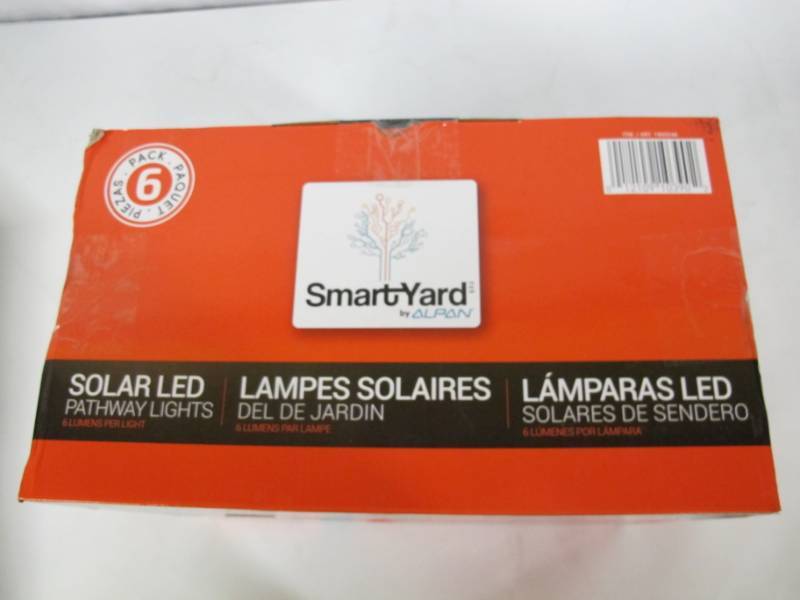 PACK · PAQUET · PIEZAS ·
6
SmartYard
by ALPAN
SOLAR LED
PATHWAY LIGHTS
6 LUMENS PER LIGHT
LAMPES SOLAIRES
DEL DE JARDIN
6 LUMENS PAR LAMPE
LÁMPARAS LED
SOLARES DE SENDERO
6 LÚMENES POR LÁMPARA